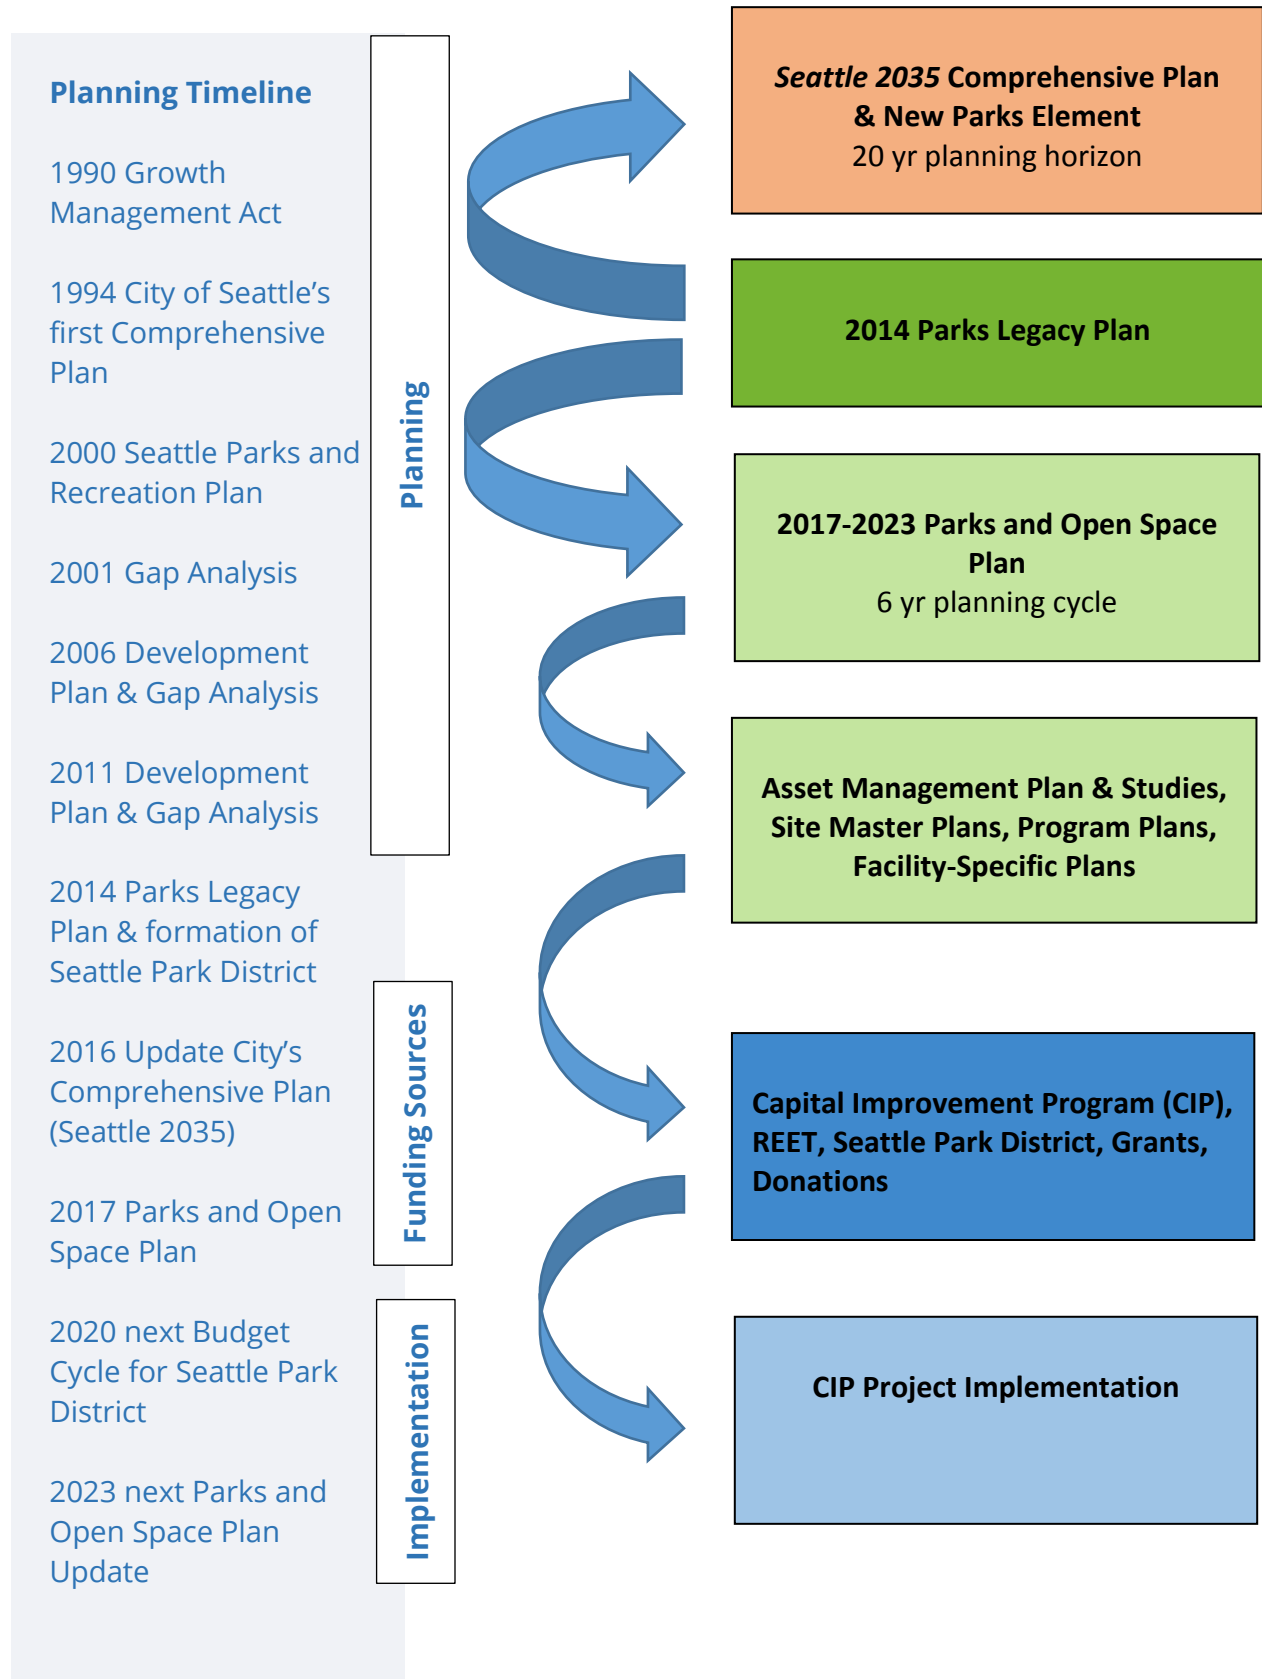 Planning Timeline
1990 Growth
Management Act
1994 City of Seattle’s
first Comprehensive
Plan
2000 Seattle Parks and
Recreation Plan
2001 Gap Analysis
2006 Development
Plan & Gap Analysis
2011 Development
Plan & Gap Analysis
2014 Parks Legacy
Plan & formation of
Seattle Park District
2016 Update City’s
Comprehensive Plan
(Seattle 2035)
2017 Parks and Open
Space Plan
2020 next Budget
Cycle for Seattle Park
District
2023 next Parks and
Open Space Plan
Update
Planning
Funding Sources
Implementation
Seattle 2035 Comprehensive Plan
& New Parks Element
20 yr planning horizon
2014 Parks Legacy Plan
2017-2023 Parks and Open Space
Plan
6 yr planning cycle
Asset Management Plan & Studies,
Site Master Plans, Program Plans,
Facility-Specific Plans
Capital Improvement Program (CIP),
REET, Seattle Park District, Grants,
Donations
CIP Project Implementation